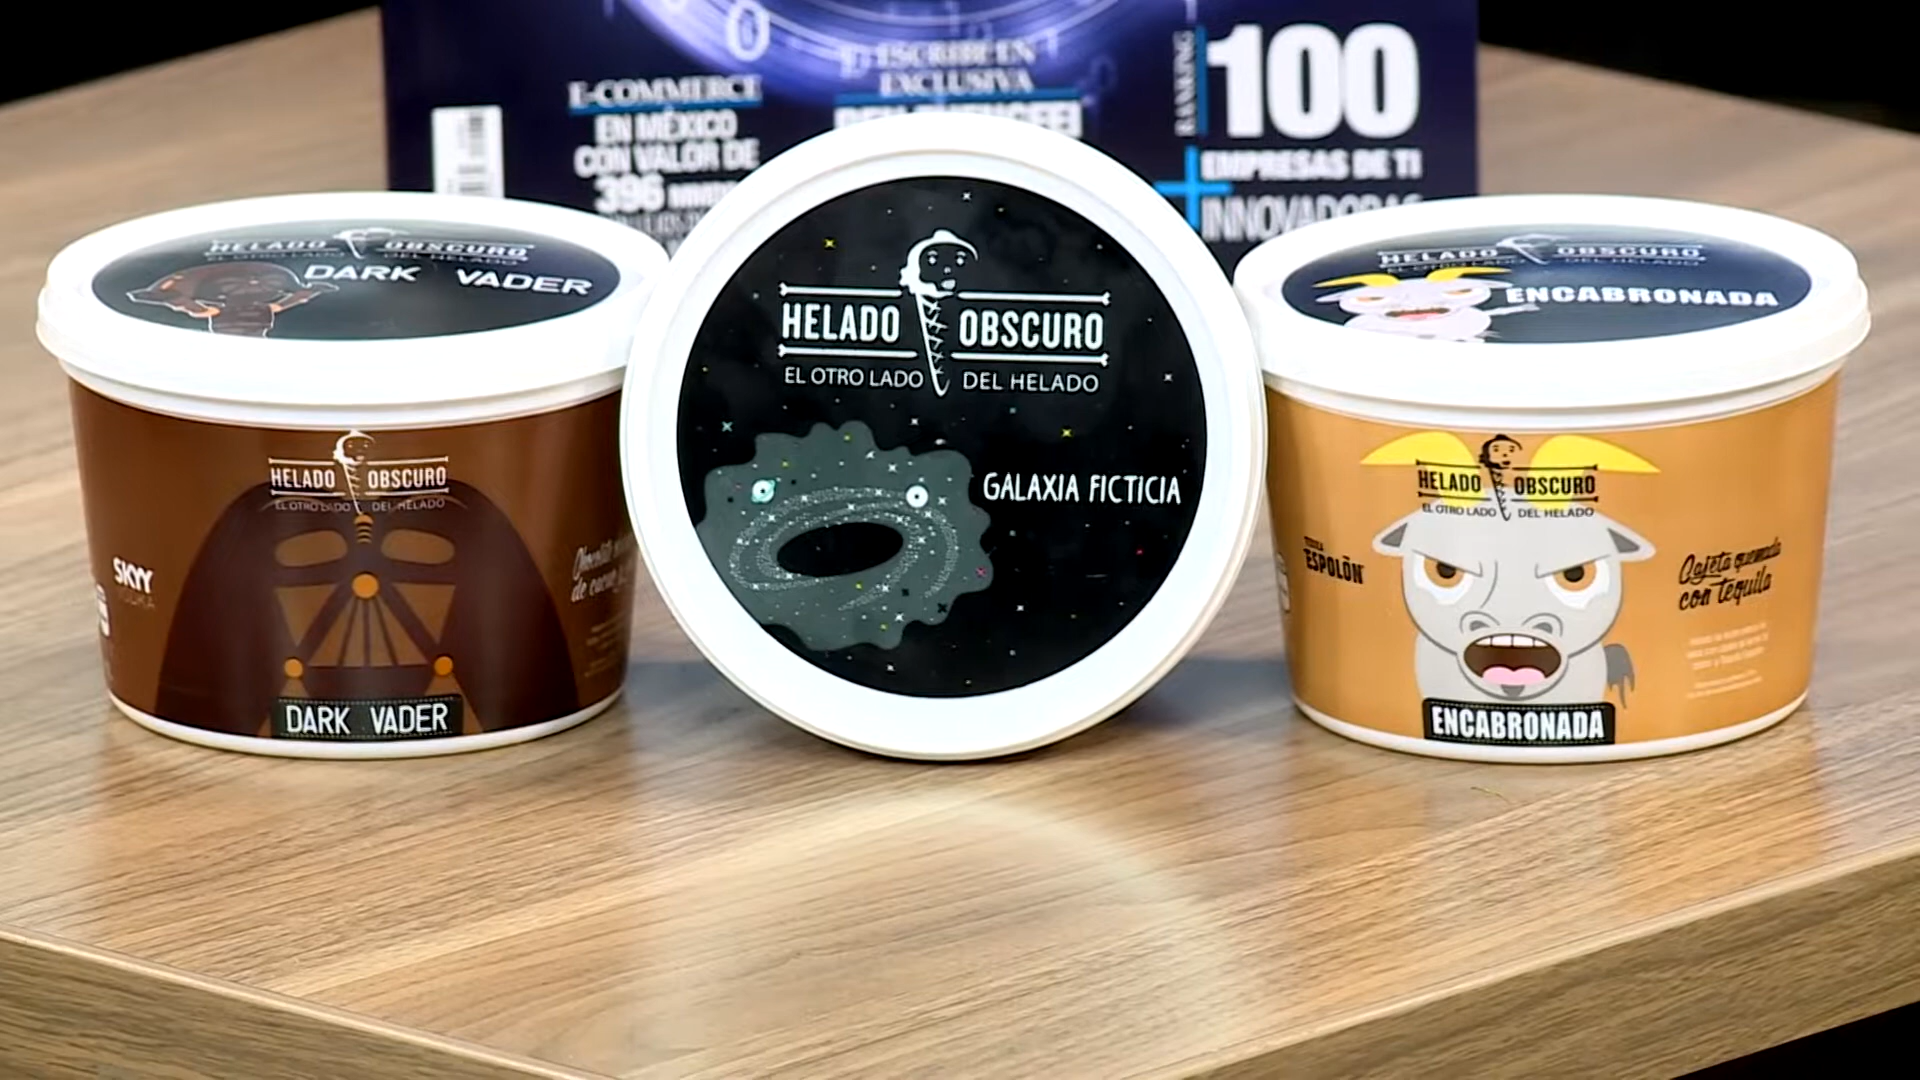 E-COMMERCE
EN MÉXICO
CON VALOR DE
396
ESCRIBE EN
EXCLUSIVA
RANKING
100
EMPRESAS DE TI
INNOVADORAS
HELADO OBSCURO
EL OTRO LADO DEL HELADO
DARK VADER
HELADO OBSCURO
EL OTRO LADO DEL HELADO
SKYY
VODKA
DARK VADER
HELADO OBSCURO
EL OTRO LADO DEL HELADO
GALAXIA FICTICIA
HELADO OBSCURO
EL OTRO LADO DEL HELADO
ENCABRONADA
HELADO OBSCURO
EL OTRO LADO DEL HELADO
TEQUILA
ESPOLÒN
Cajeta quemada
con tequila
ENCABRONADA